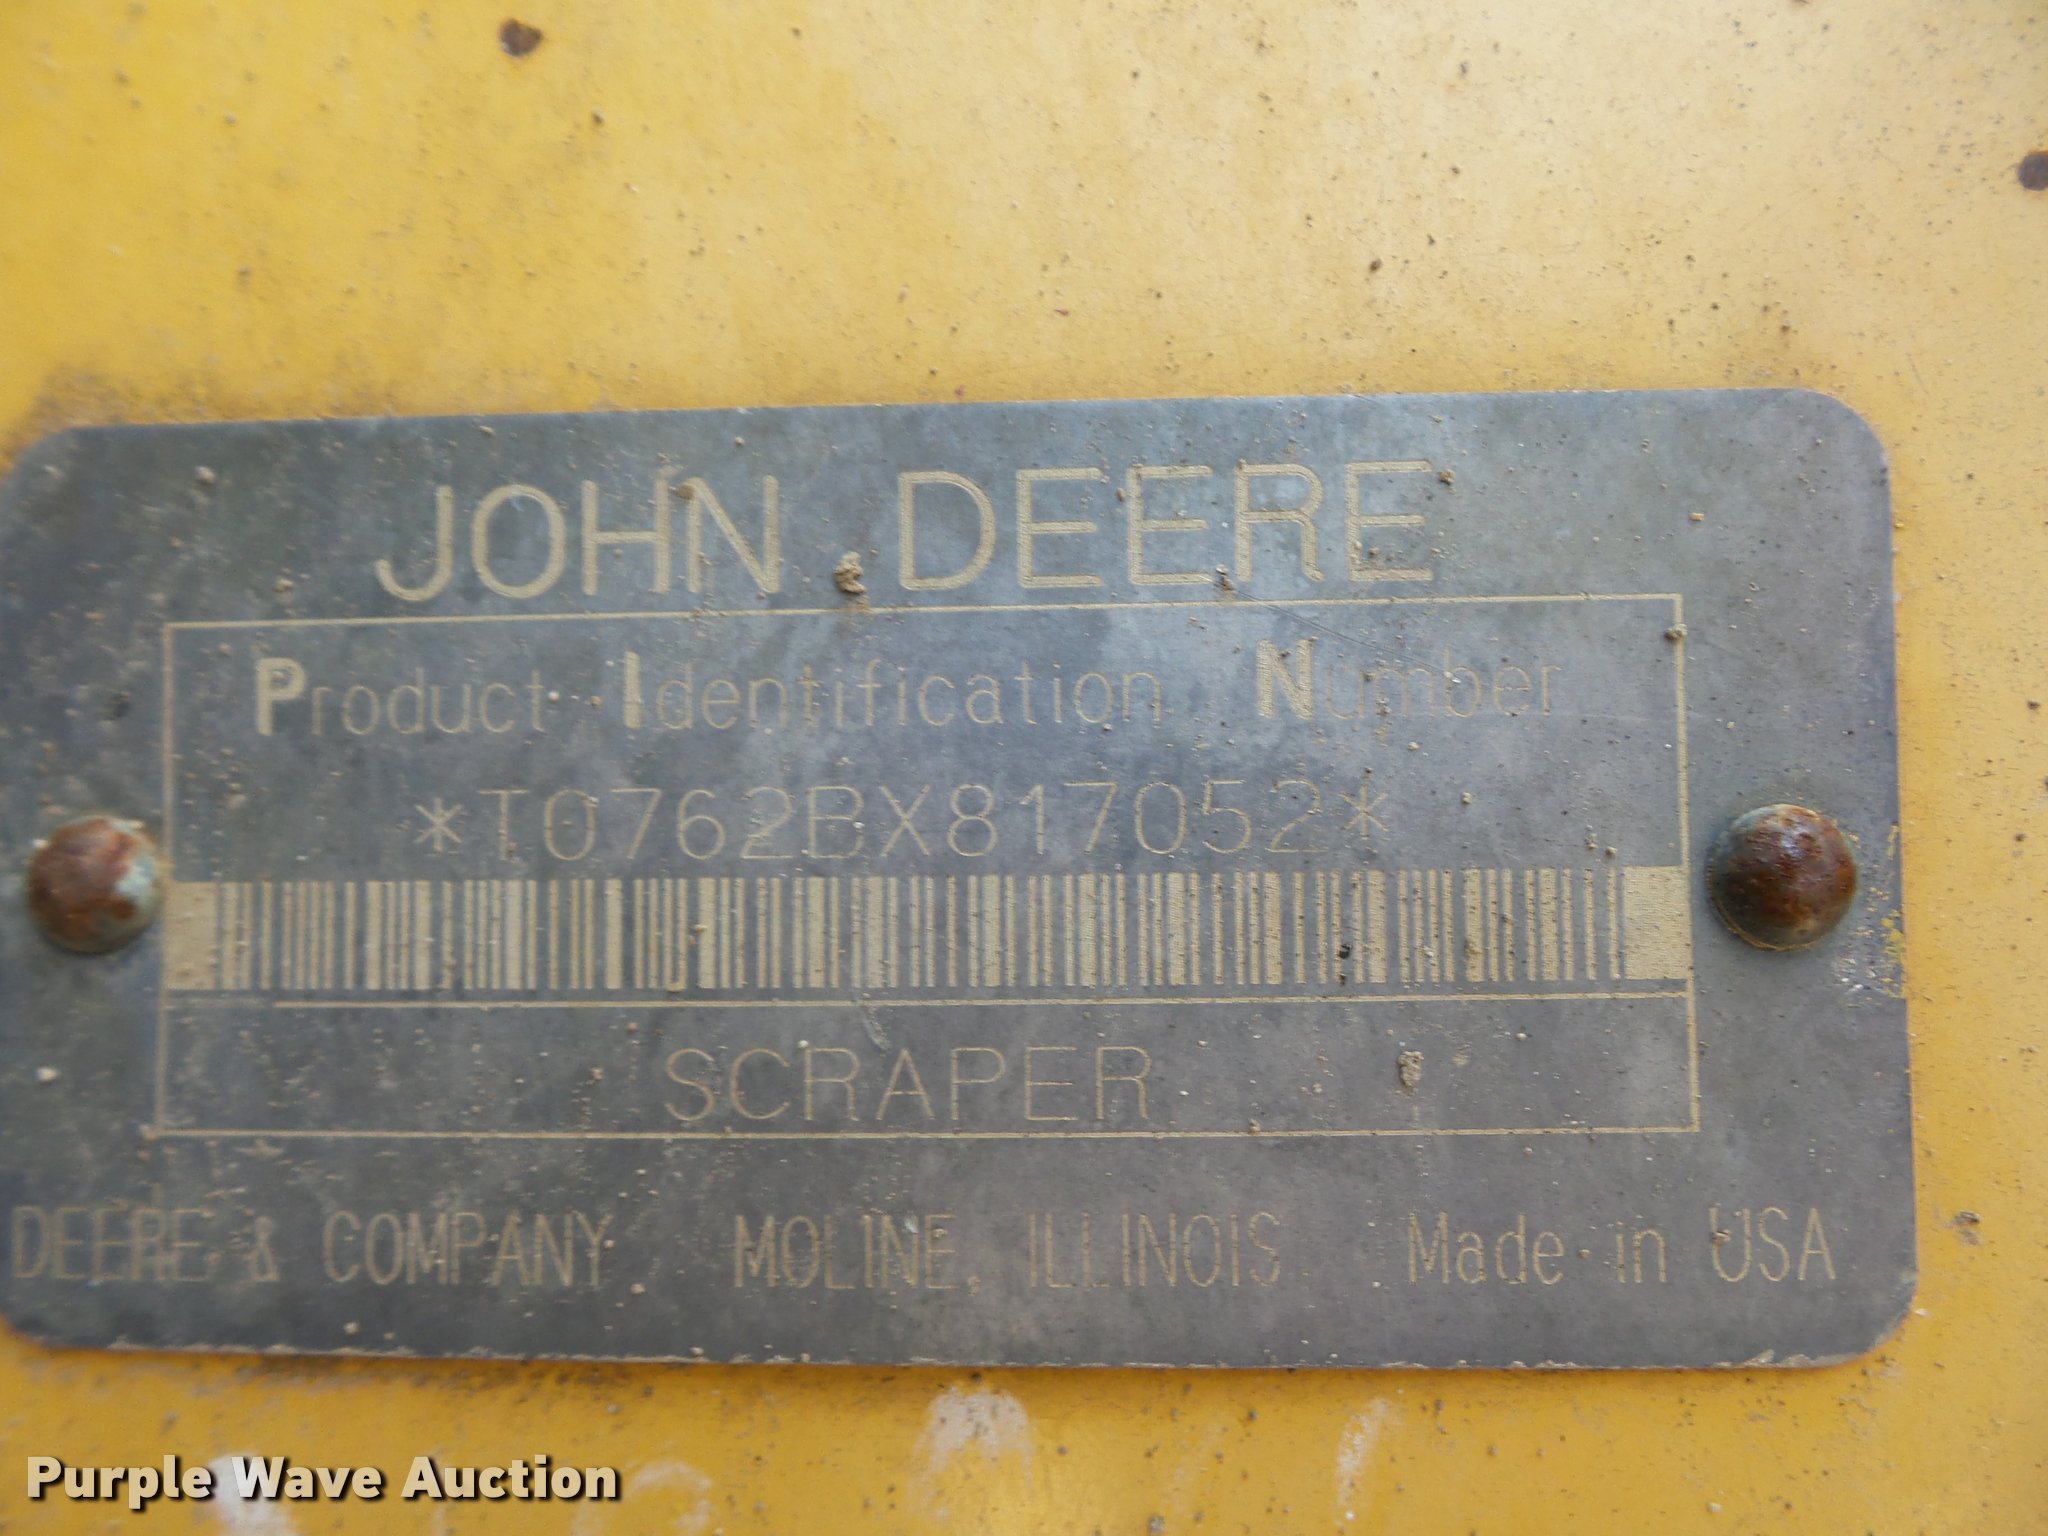 JOHN DEERE
Product Identification Number
*T0762BX817052*
SCRAPER
DEERE & COMPANY MOLINE, ILLINOIS Made in USA
Purple Wave Auction